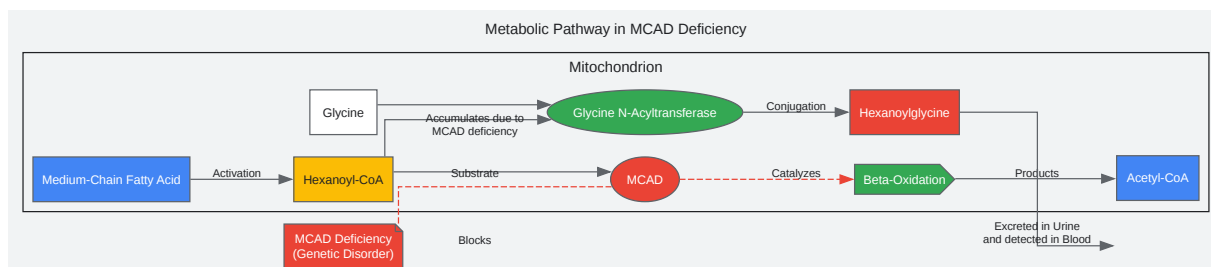 Metabolic Pathway in MCAD Deficiency
Mitochondrion
Glycine
Accumulates due to
MCAD deficiency
Glycine N-Acyltransferase
Conjugation
Hexanoylglycine
Medium-Chain Fatty Acid
Activation
Hexanoyl-CoA
Substrate
MCAD
Catalyzes
Beta-Oxidation
Products
Acetyl-CoA
MCAD Deficiency
(Genetic Disorder)
Blocks
Excreted in Urine
and detected in Blood